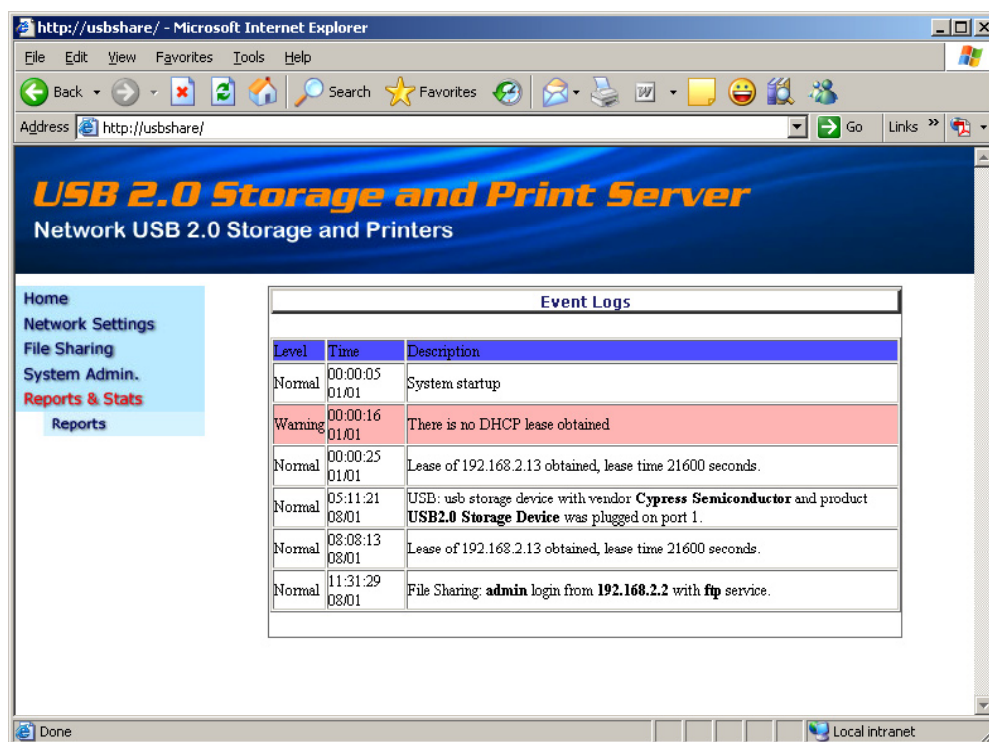 http://usbshare/ - Microsoft Internet Explorer
File Edit View Favorites Tools Help
Back Search Favorites
Address http://usbshare/ Go Links »
USB 2.0 Storage and Print Server
Network USB 2.0 Storage and Printers
Home
Network Settings
File Sharing
System Admin.
Reports & Stats
Reports
Event Logs
Level Time Description
Normal 00:00:05 01/01 System startup
Warning 00:00:16 01/01 There is no DHCP lease obtained
Normal 00:00:25 01/01 Lease of 192.168.2.13 obtained, lease time 21600 seconds.
Normal 05:11:21 08/01 USB: usb storage device with vendor Cypress Semiconductor and product
USB2.0 Storage Device was plugged on port 1.
Normal 08:08:13 08/01 Lease of 192.168.2.13 obtained, lease time 21600 seconds.
Normal 11:31:29 08/01 File Sharing: admin login from 192.168.2.2 with ftp service.
Done Local intranet